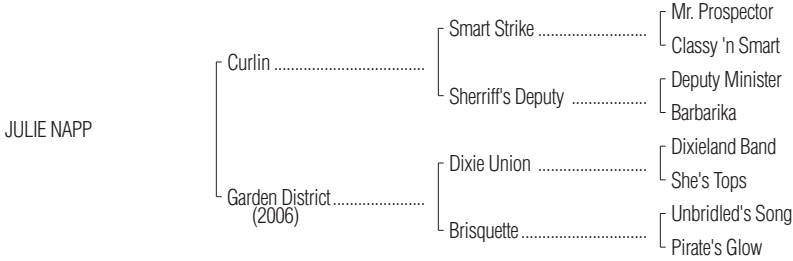 Mr. Prospector
Smart Strike ..........................
Classy 'n Smart
Curlin ...................................
Deputy Minister
Sherriff's Deputy ..................
Barbarika
JULIE NAPP
Dixieland Band
Dixie Union ..........................
She's Tops
Garden District.....................
(2006)
Unbridled's Song
Brisquette..............................
Pirate's Glow